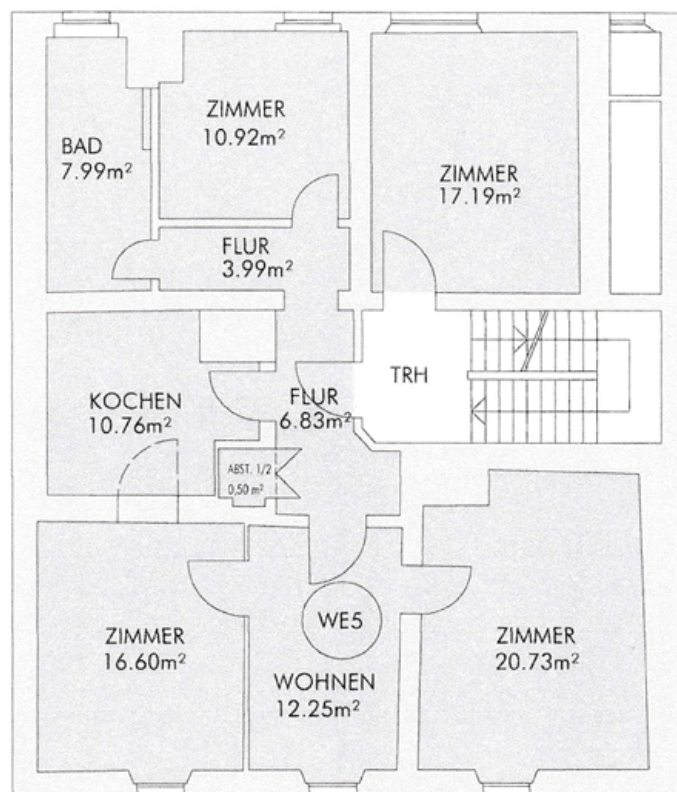 ZIMMER
10.92m²
BAD
7.99m²
ZIMMER
17.19m²
FLUR
3.99m²
TRH
KOCHEN
10.76m²
FLUR
6.83m²
ABST. 1/2
0,50 m²
WE5
ZIMMER
16.60m²
WOHNEN
12.25m²
ZIMMER
20.73m²